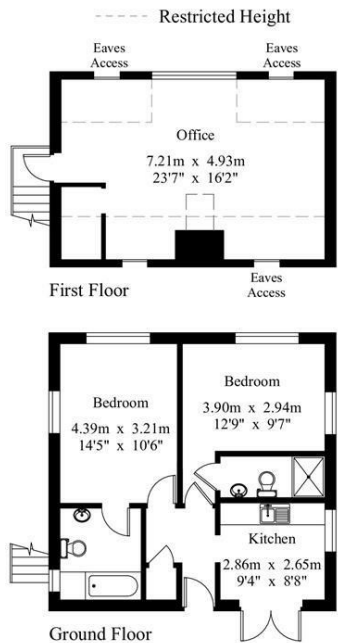 Restricted Height
Eaves
Access
Eaves
Access
Office
7.21m x 4.93m
23'7" x 16'2"
Eaves
Access
First Floor
Bedroom
4.39m x 3.21m
14'5" x 10'6"
Bedroom
3.90m x 2.94m
12'9" x 9'7"
Kitchen
2.86m x 2.65m
9'4" x 8'8"
Ground Floor